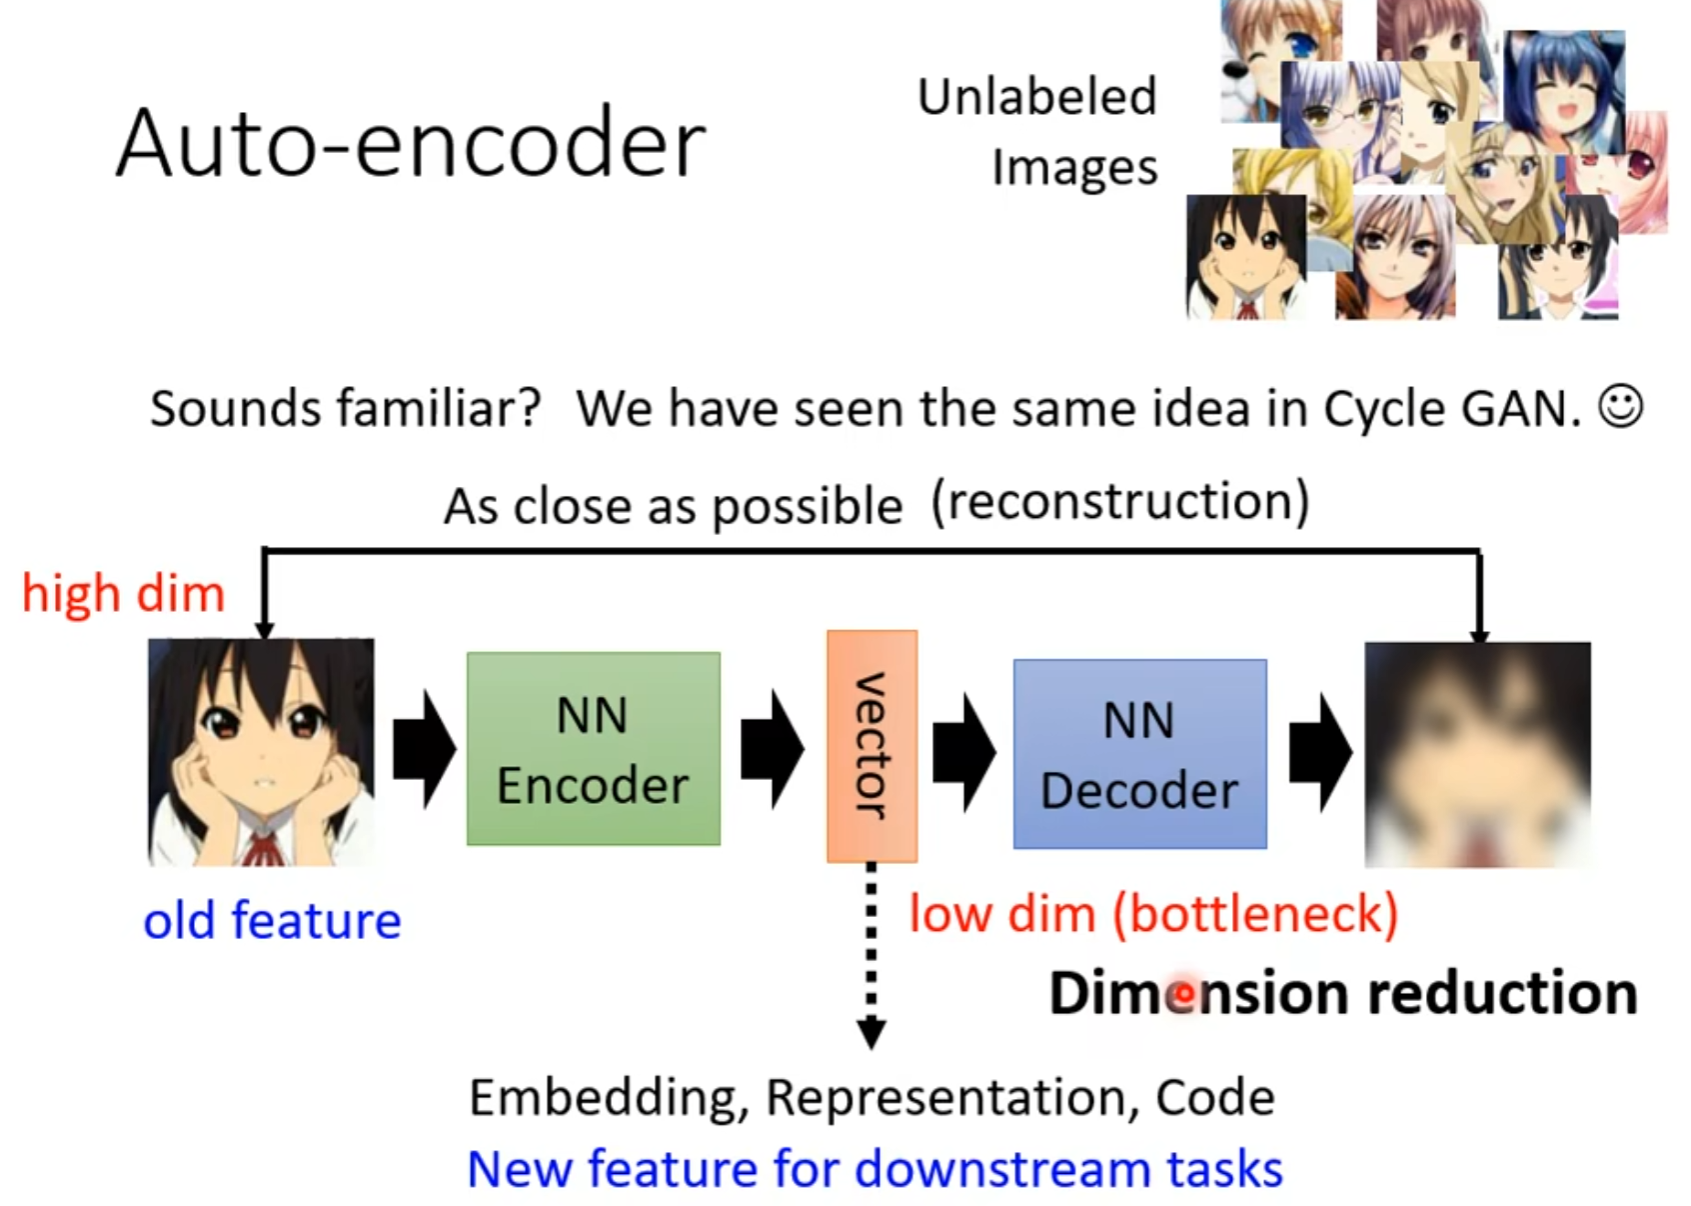 Auto-encoder
Unlabeled
Images
Sounds familiar? We have seen the same idea in Cycle GAN. ☺
As close as possible (reconstruction)
high dim
NN
Encoder
vector
NN
Decoder
old feature
low dim (bottleneck)
Dimension reduction
Embedding, Representation, Code
New feature for downstream tasks